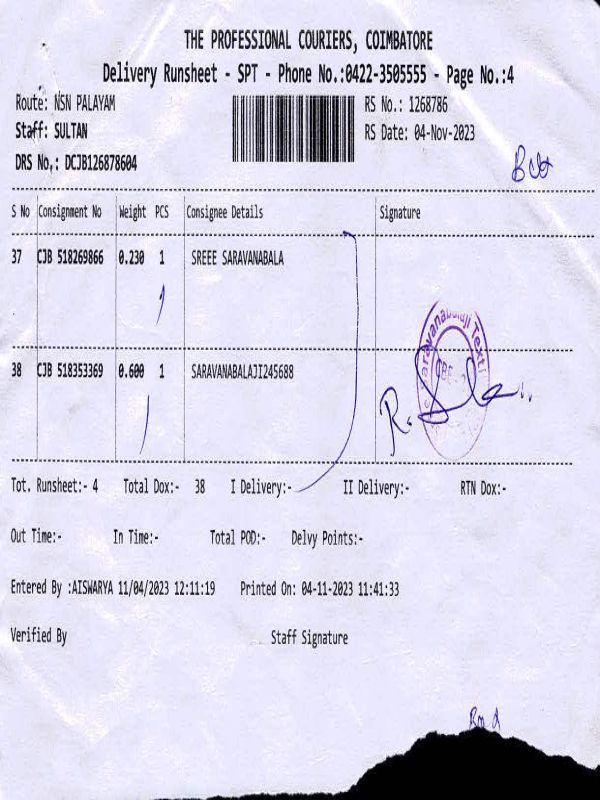 THE PROFESSIONAL COURIERS, COIMBATORE
Delivery Runsheet - SPT - Phone No.:0422-3505555 - Page No.:4
Route: NSN PALAYAM RS No.: 1268786
Staff: SULTAN RS Date: 04-Nov-2023
DRS No,: DCJB126878604
S No Consignment No Weight PCS Consignee Details Signature
37 CJB 518269866 0.230 1 SREEE SARAVANABALA
38 CJB 518353369 0.600 1 SARAVANABALAJI245688
Tot. Runsheet:- 4 Total Dox:- 38 I Delivery:- II Delivery:- RTN Dox:-
Out Time:- In Time:- Total POD:- Delvy Points:-
Entered By :AISWARYA 11/04/2023 12:11:19 Printed On: 04-11-2023 11:41:33
Verified By Staff Signature